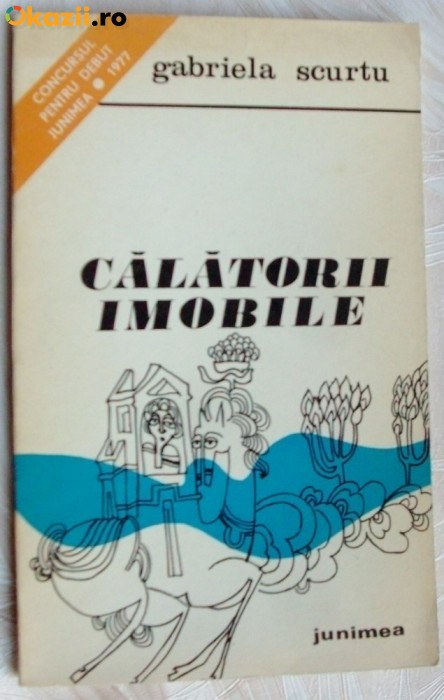 Okazii.ro
CONCURSUL
PENTRU DEBUT
JUNIMEA • 1977
gabriela scurtu
CĂLĂTORII
IMOBILE
junimea